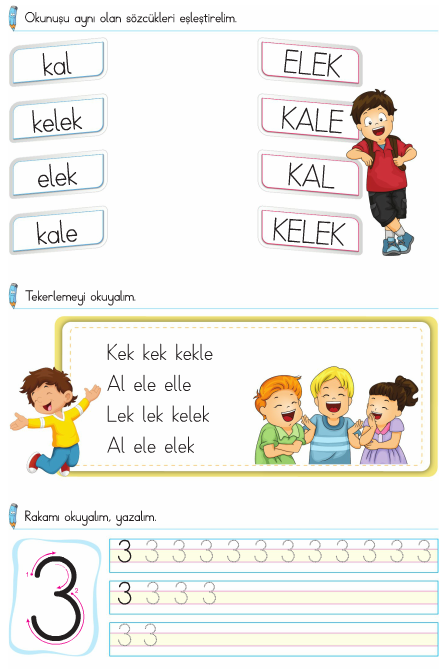 Okunuşu aynı olan sözcükleri eşleştirelim.
kal ELEK
kelek KALE
elek KAL
kale KELEK
Tekerlemeyi okuyalım.
Kek kek kekle
Al ele elle
Lek lek kelek
Al ele elek
Rakamı okuyalım, yazalım.
3 1 2
3 3 3 3 3 3 3 3 3 3 3 3
3 3 3 3
3 3